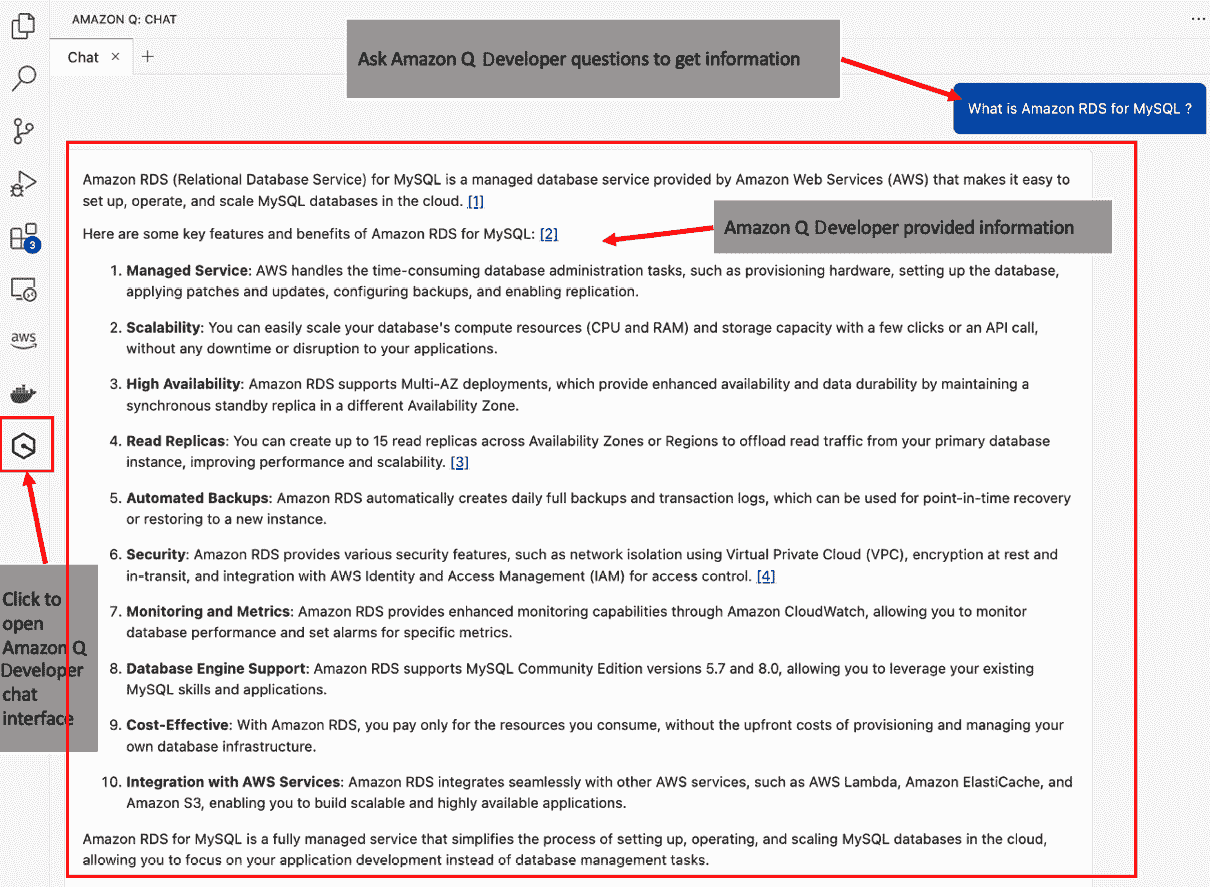 AMAZON Q: CHAT
Chat
Ask Amazon Q Developer questions to get information
What is Amazon RDS for MySQL ?
Amazon RDS (Relational Database Service) for MySQL is a managed database service provided by Amazon Web Services (AWS) that makes it easy to
set up, operate, and scale MySQL databases in the cloud. [1]
Amazon Q Developer provided information
Here are some key features and benefits of Amazon RDS for MySQL: [2]
1. Managed Service: AWS handles the time-consuming database administration tasks, such as provisioning hardware, setting up the database,
applying patches and updates, configuring backups, and enabling replication.
2. Scalability: You can easily scale your database's compute resources (CPU and RAM) and storage capacity with a few clicks or an API call,
without any downtime or disruption to your applications.
3. High Availability: Amazon RDS supports Multi-AZ deployments, which provide enhanced availability and data durability by maintaining a
synchronous standby replica in a different Availability Zone.
4. Read Replicas: You can create up to 15 read replicas across Availability Zones or Regions to offload read traffic from your primary database
instance, improving performance and scalability. [3]
5. Automated Backups: Amazon RDS automatically creates daily full backups and transaction logs, which can be used for point-in-time recovery
or restoring to a new instance.
6. Security: Amazon RDS provides various security features, such as network isolation using Virtual Private Cloud (VPC), encryption at rest and
in-transit, and integration with AWS Identity and Access Management (IAM) for access control. [4]
7. Monitoring and Metrics: Amazon RDS provides enhanced monitoring capabilities through Amazon CloudWatch, allowing you to monitor
database performance and set alarms for specific metrics.
8. Database Engine Support: Amazon RDS supports MySQL Community Edition versions 5.7 and 8.0, allowing you to leverage your existing
MySQL skills and applications.
9. Cost-Effective: With Amazon RDS, you pay only for the resources you consume, without the upfront costs of provisioning and managing your
own database infrastructure.
10. Integration with AWS Services: Amazon RDS integrates seamlessly with other AWS services, such as AWS Lambda, Amazon ElastiCache, and
Amazon S3, enabling you to build scalable and highly available applications.
Amazon RDS for MySQL is a fully managed service that simplifies the process of setting up, operating, and scaling MySQL databases in the cloud,
allowing you to focus on your application development instead of database management tasks.
3
aws
Click to
open
Amazon Q
Developer
chat
interface